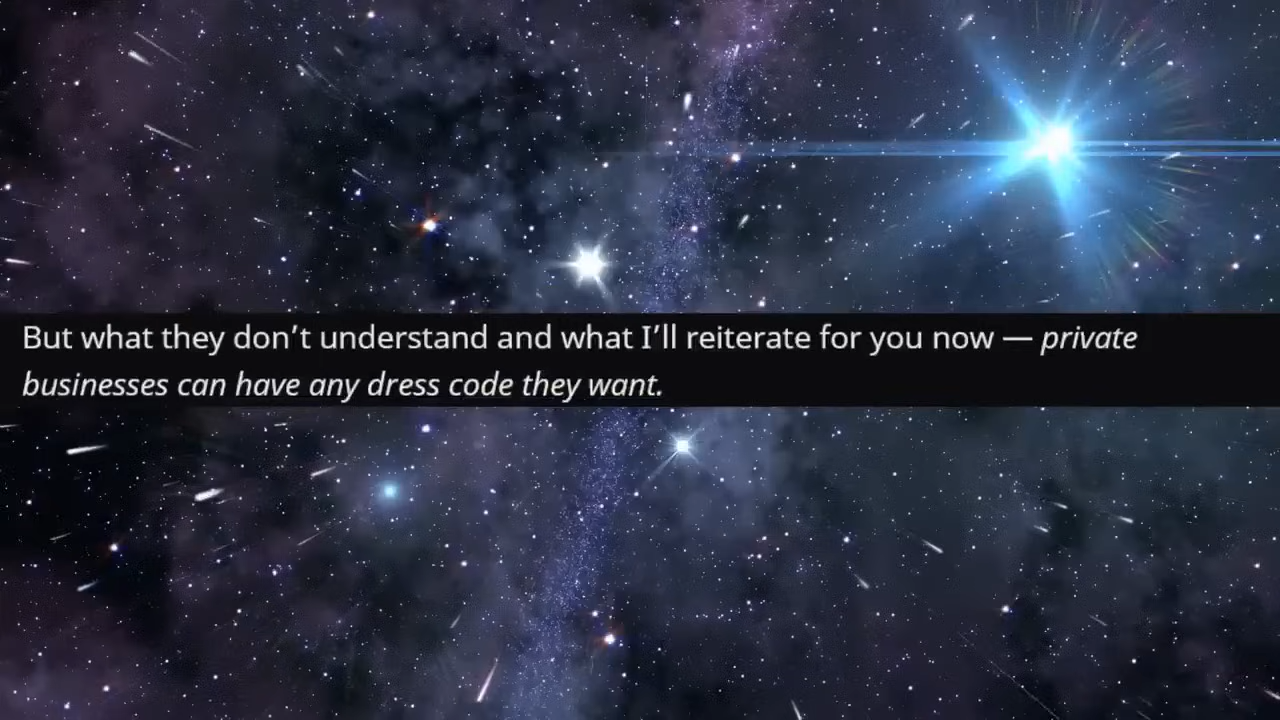 But what they don’t understand and what I’ll reiterate for you now — private
businesses can have any dress code they want.